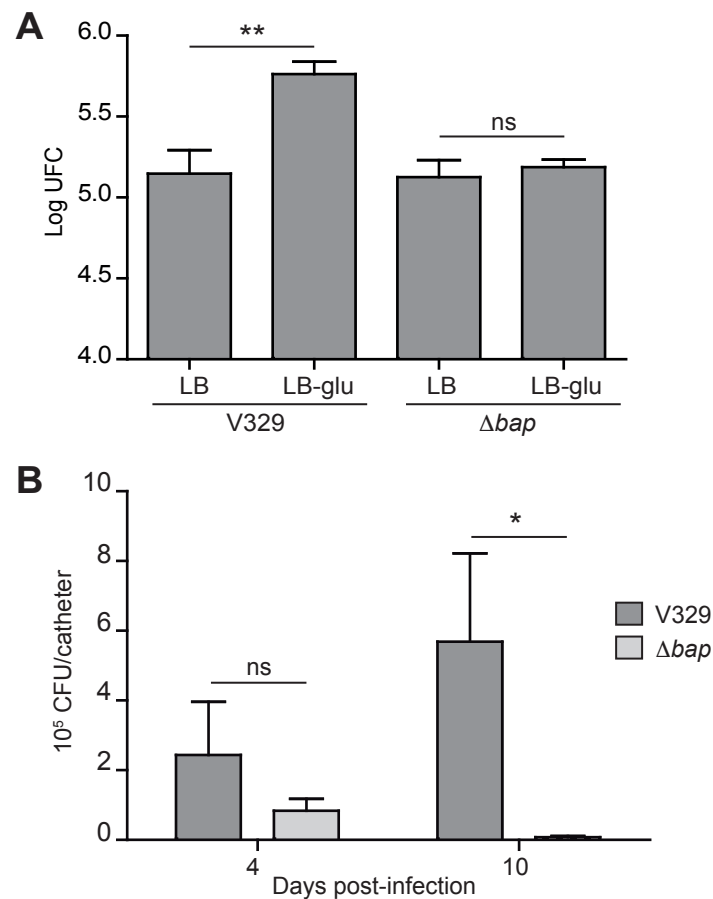 A
Log UFC
6.0
5.5
5.0
4.5
4.0
**
ns
LB LB-glu LB LB-glu
V329 Δbap
B
10⁵ CFU/catheter
10
8
6
4
2
0
ns
*
V329
Δbap
4 10
Days post-infection